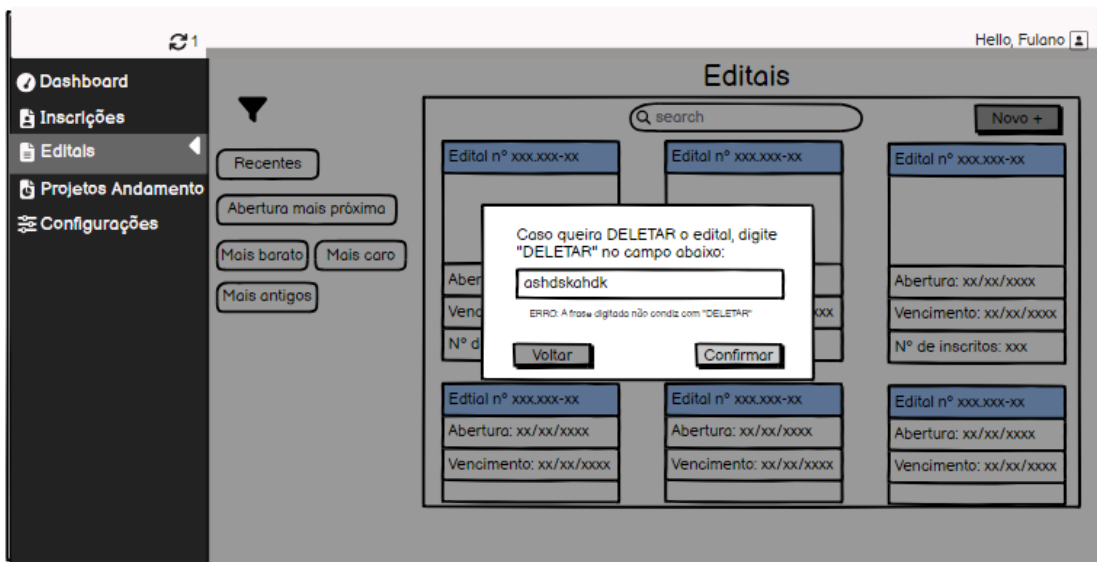 1
Hello, Fulano
Dashboard
Inscrições
Editais
Projetos Andamento
Configurações
Editais
search
Novo +
Recentes
Abertura mais próxima
Mais barato
Mais caro
Mais antigos
Edital nº xxx.xxx-xx
Edital nº xxx.xxx-xx
Edital nº xxx.xxx-xx
Aber
Abertura: xx/xx/xxxx
Venc
xxx
Vencimento: xx/xx/xxxx
Nº d
Nº de inscritos: xxx
Caso queira DELETAR o edital, digite
"DELETAR" no campo abaixo:
ashdskahdk
ERRO: A frase digitada não condiz com "DELETAR"
Voltar
Confirmar
Edtial nº xxx.xxx-xx
Edital nº xxx.xxx-xx
Edital nº xxx.xxx-xx
Abertura: xx/xx/xxxx
Abertura: xx/xx/xxxx
Abertura: xx/xx/xxxx
Vencimento: xx/xx/xxxx
Vencimento: xx/xx/xxxx
Vencimento: xx/xx/xxxx